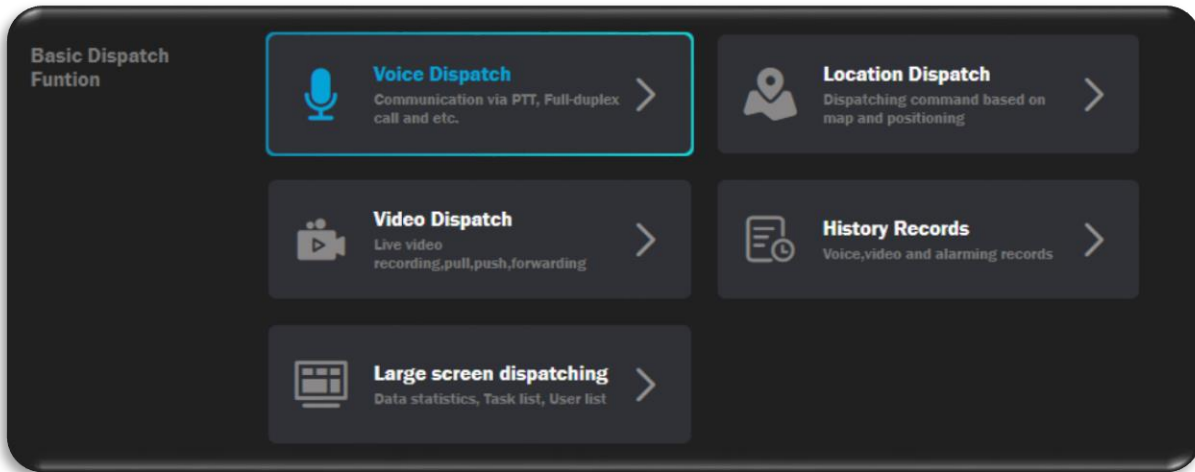 Basic Dispatch
Funtion
Voice Dispatch
Communication via PTT, Full-duplex
call and etc.
Location Dispatch
Dispatching command based on
map and positioning
Video Dispatch
Live video
recording,pull,push,forwarding
History Records
Voice,video and alarming records
Large screen dispatching
Data statistics, Task list, User list